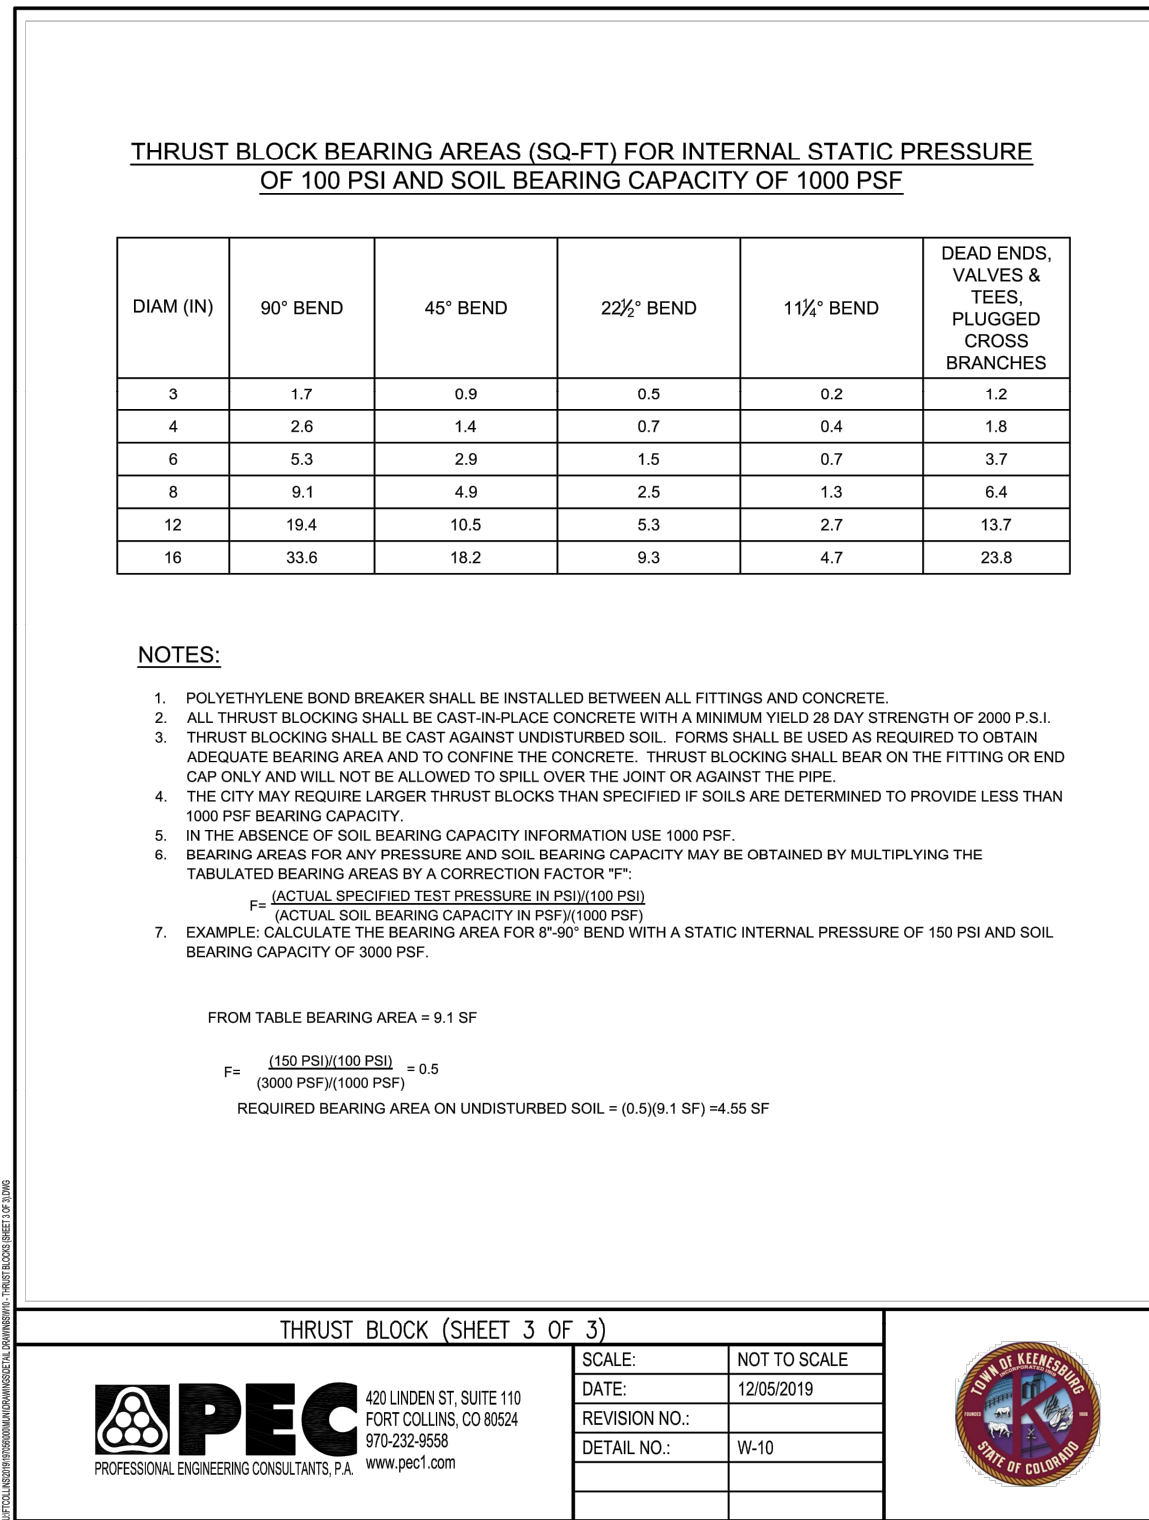 THRUST BLOCK BEARING AREAS (SQ-FT) FOR INTERNAL STATIC PRESSURE
OF 100 PSI AND SOIL BEARING CAPACITY OF 1000 PSF
DIAM (IN) 90° BEND 45° BEND 22½° BEND 11¼° BEND DEAD ENDS,
VALVES &
TEES,
PLUGGED
CROSS
BRANCHES
3 1.7 0.9 0.5 0.2 1.2
4 2.6 1.4 0.7 0.4 1.8
6 5.3 2.9 1.5 0.7 3.7
8 9.1 4.9 2.5 1.3 6.4
12 19.4 10.5 5.3 2.7 13.7
16 33.6 18.2 9.3 4.7 23.8
NOTES:
1. POLYETHYLENE BOND BREAKER SHALL BE INSTALLED BETWEEN ALL FITTINGS AND CONCRETE.
2. ALL THRUST BLOCKING SHALL BE CAST-IN-PLACE CONCRETE WITH A MINIMUM YIELD 28 DAY STRENGTH OF 2000 P.S.I.
3. THRUST BLOCKING SHALL BE CAST AGAINST UNDISTURBED SOIL. FORMS SHALL BE USED AS REQUIRED TO OBTAIN
ADEQUATE BEARING AREA AND TO CONFINE THE CONCRETE. THRUST BLOCKING SHALL BEAR ON THE FITTING OR END
CAP ONLY AND WILL NOT BE ALLOWED TO SPILL OVER THE JOINT OR AGAINST THE PIPE.
4. THE CITY MAY REQUIRE LARGER THRUST BLOCKS THAN SPECIFIED IF SOILS ARE DETERMINED TO PROVIDE LESS THAN
1000 PSF BEARING CAPACITY.
5. IN THE ABSENCE OF SOIL BEARING CAPACITY INFORMATION USE 1000 PSF.
6. BEARING AREAS FOR ANY PRESSURE AND SOIL BEARING CAPACITY MAY BE OBTAINED BY MULTIPLYING THE
TABULATED BEARING AREAS BY A CORRECTION FACTOR "F":
F= (ACTUAL SPECIFIED TEST PRESSURE IN PSI)/(100 PSI)
(ACTUAL SOIL BEARING CAPACITY IN PSF)/(1000 PSF)
7. EXAMPLE: CALCULATE THE BEARING AREA FOR 8"-90° BEND WITH A STATIC INTERNAL PRESSURE OF 150 PSI AND SOIL
BEARING CAPACITY OF 3000 PSF.
FROM TABLE BEARING AREA = 9.1 SF
F= (150 PSI)/(100 PSI) = 0.5
(3000 PSF)/(1000 PSF)
REQUIRED BEARING AREA ON UNDISTURBED SOIL = (0.5)(9.1 SF) =4.55 SF
THRUST BLOCK (SHEET 3 OF 3)
PEC
PROFESSIONAL ENGINEERING CONSULTANTS, P.A.
420 LINDEN ST, SUITE 110
FORT COLLINS, CO 80524
970-232-9558
www.pec1.com
SCALE: NOT TO SCALE
DATE: 12/05/2019
REVISION NO.:
DETAIL NO.: W-10
TOWN OF KEENESBURG
K
STATE OF COLORADO